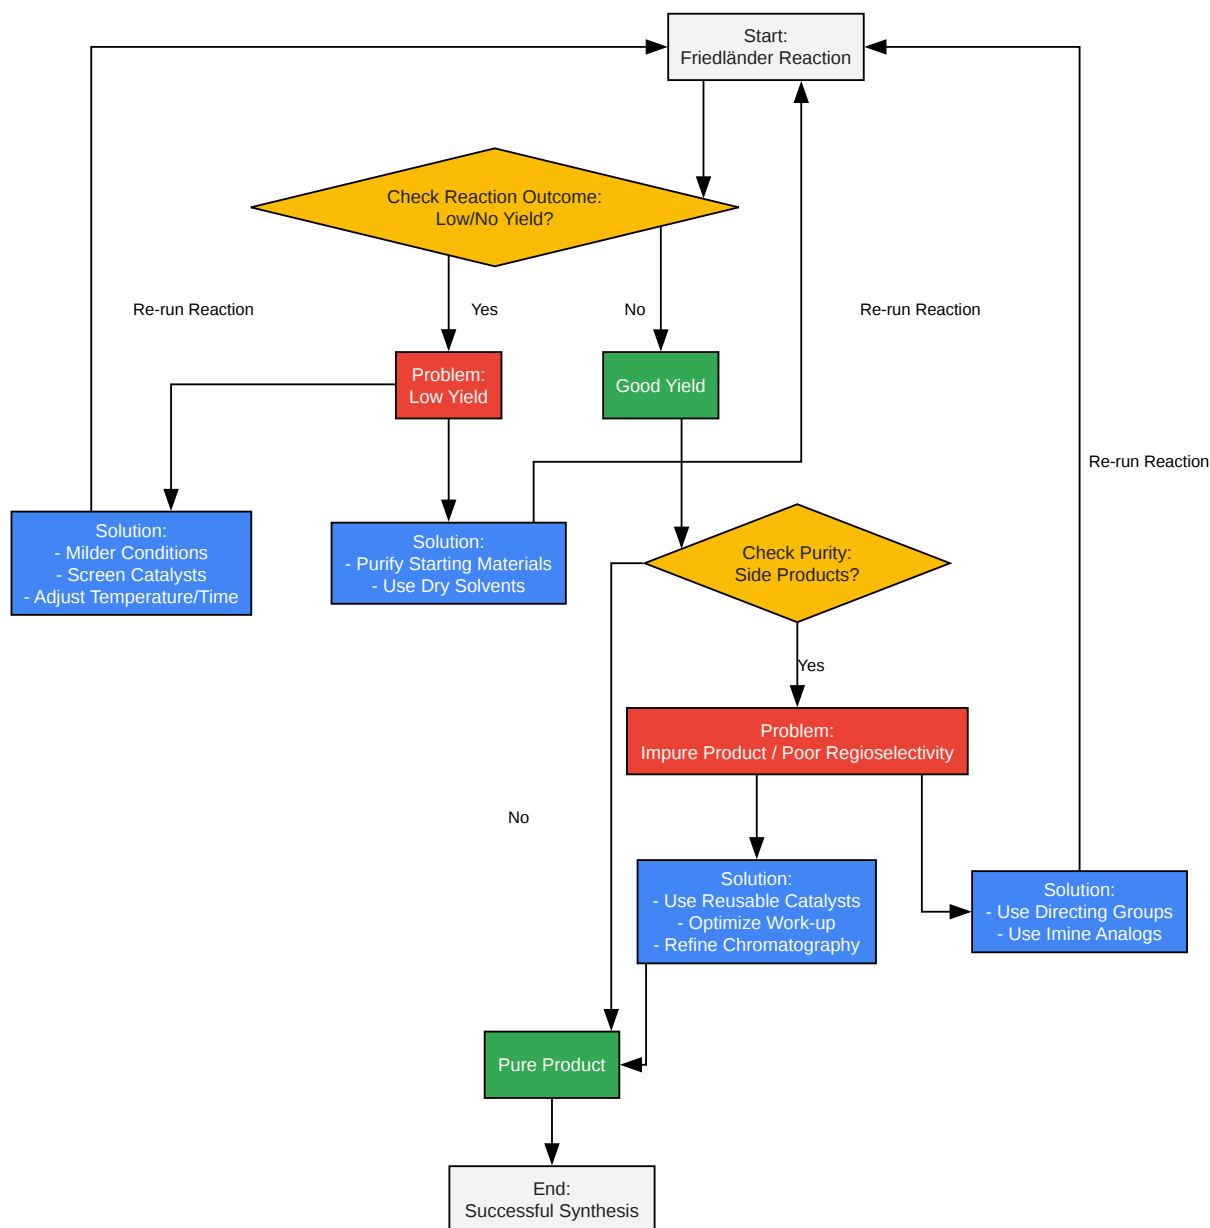 Start:
Friedländer Reaction
Check Reaction Outcome:
Low/No Yield?
Re-run Reaction
Yes
No
Re-run Reaction
Problem:
Low Yield
Good Yield
Re-run Reaction
Solution:
- Milder Conditions
- Screen Catalysts
- Adjust Temperature/Time
Solution:
- Purify Starting Materials
- Use Dry Solvents
Check Purity:
Side Products?
Yes
Problem:
Impure Product / Poor Regioselectivity
No
Solution:
- Use Reusable Catalysts
- Optimize Work-up
- Refine Chromatography
Solution:
- Use Directing Groups
- Use Imine Analogs
Pure Product
End:
Successful Synthesis